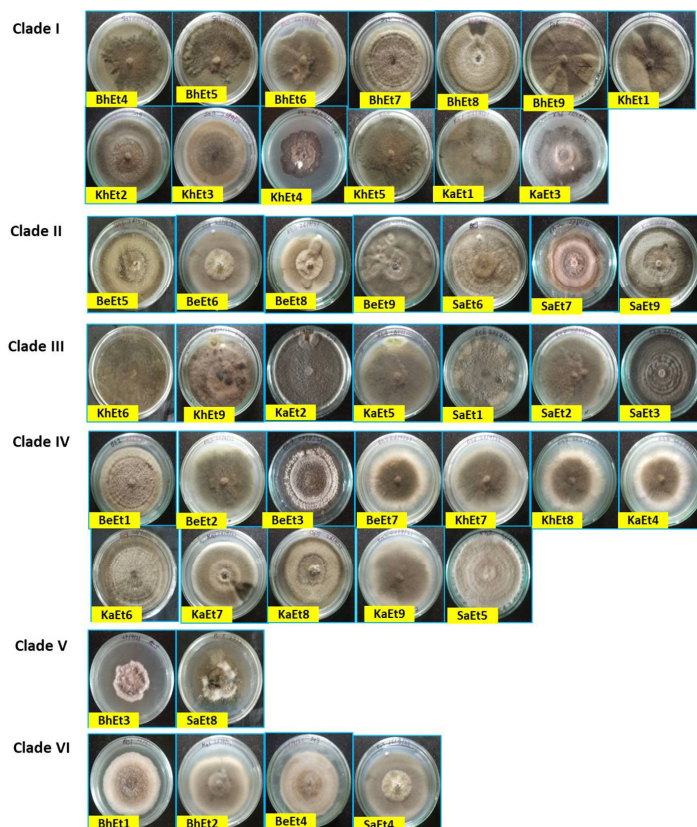 Clade I
BhEt4 BhEt5 BhEt6 BhEt7 BhEt8 BhEt9 KhEt1
KhEt2 KhEt3 KhEt4 KhEt5 KaEt1 KaEt3
Clade II
BeEt5 BeEt6 BeEt8 BeEt9 SaEt6 SaEt7 SaEt9
Clade III
KhEt6 KhEt9 KaEt2 KaEt5 SaEt1 SaEt2 SaEt3
Clade IV
BeEt1 BeEt2 BeEt3 BeEt7 KhEt7 KhEt8 KaEt4
KaEt6 KaEt7 KaEt8 KaEt9 SaEt5
Clade V
BhEt3 SaEt8
Clade VI
BhEt1 BhEt2 BeEt4 SaEt4